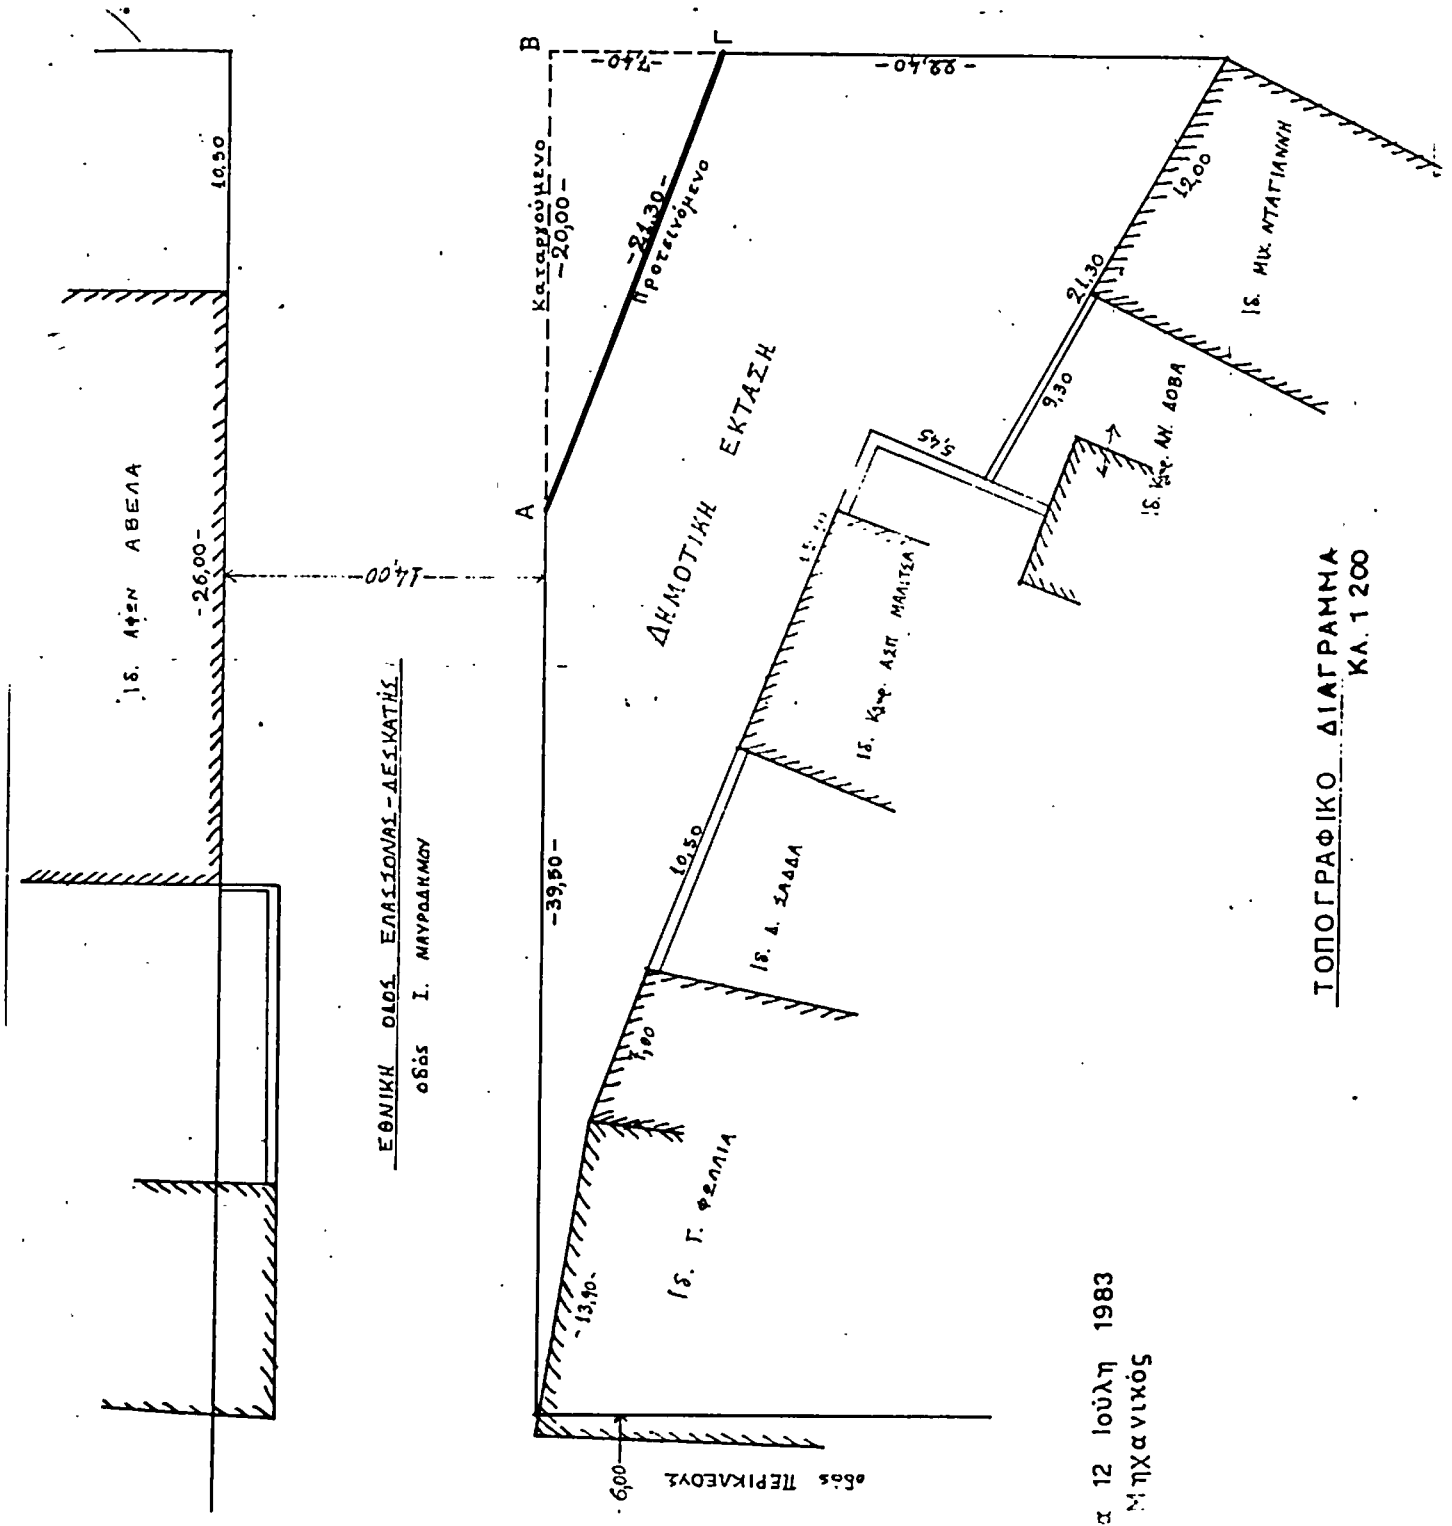 Ιδ. ΑΦΩΝ ΑΒΕΛΑ
-26,00-
10,50
ΕΘΝΙΚΗ ΟΔΟΣ ΕΛΑΣΣΟΝΑΣ-ΔΕΣΚΑΤΗΣ
οδός Ι. ΜΑΥΡΟΔΗΜΟΥ
-14,00-
Α
Β
Γ
Καταργούμενο
-20,00-
-7,40-
-21,30-
Προτεινόμενο
-22,40-
-39,50-
ΔΗΜΟΤΙΚΗ ΕΚΤΑΣΗ
-13,90-
7,00
10,50
5,45
9,30
21,30
12,00
Ιδ. Γ. ΦΩΛΛΙΑ
Ιδ. Δ. ΣΑΔΔΑ
Ιδ. Κληρ. ΑΣΠ ΜΑΛΙΤΣΑ
Ιδ. Κληρ. ΑΝ. ΔΟΒΑ
Ιδ. ΜΙΧ. ΝΤΑΓΙΑΝΝΗ
6,00
οδός ΠΕΡΙΚΛΕΟΥΣ
ΤΟΠΟΓΡΑΦΙΚΟ ΔΙΑΓΡΑΜΜΑ
ΚΛ. 1 200
α 12 Ιούλη 1983
Μηχανικός